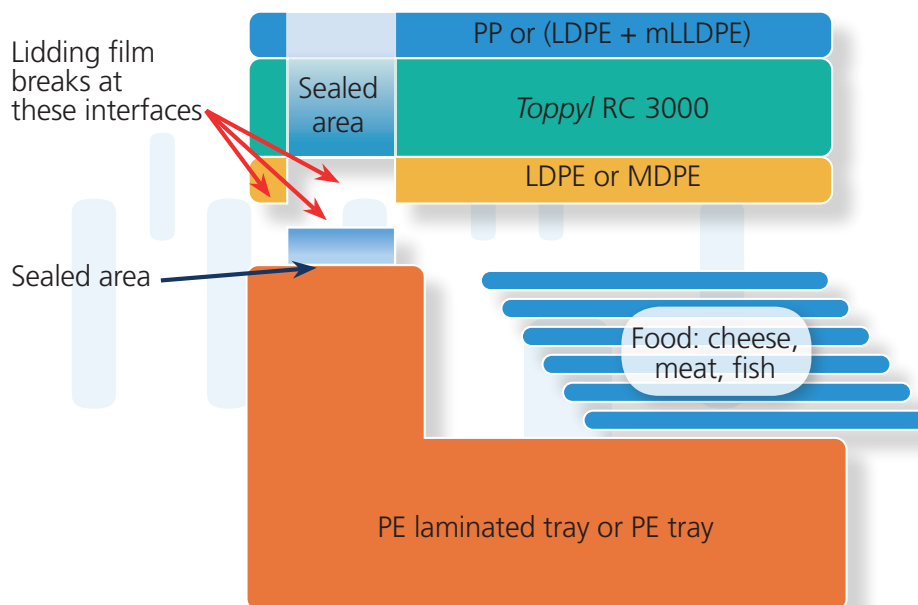 PP or (LDPE + mLLDPE)
Lidding film
breaks at
these interfaces
Sealed
area
Toppyl RC 3000
LDPE or MDPE
Sealed area
Food: cheese,
meat, fish
PE laminated tray or PE tray